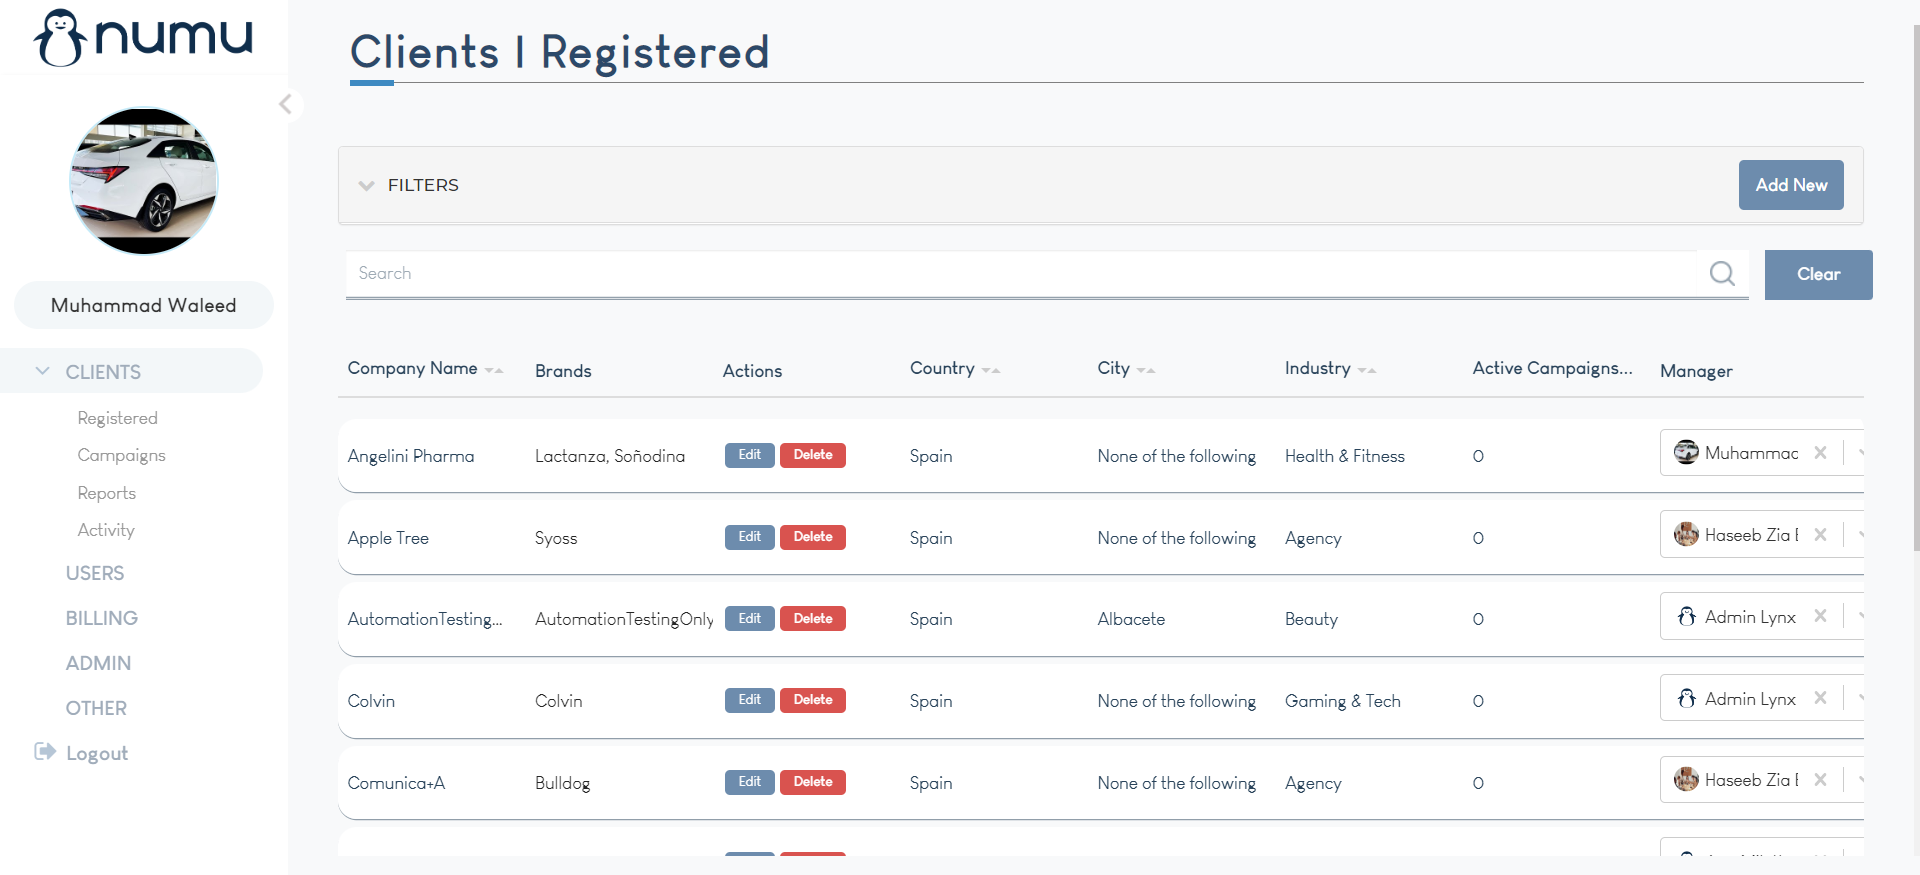 numu
Muhammad Waleed
CLIENTS
Registered
Campaigns
Reports
Activity
USERS
BILLING
ADMIN
OTHER
Logout
Clients | Registered
FILTERS
Add New
Search
Clear
Company Name Brands Actions Country City Industry Active Campaigns... Manager
Angelini Pharma Lactanza, Soñodina Edit Delete Spain None of the following Health & Fitness 0 Muhammad
Apple Tree Syoss Edit Delete Spain None of the following Agency 0 Haseeb Zia
AutomationTesting... AutomationTestingOnly Edit Delete Spain Albacete Beauty 0 Admin Lynx
Colvin Colvin Edit Delete Spain None of the following Gaming & Tech 0 Admin Lynx
Comunica+A Bulldog Edit Delete Spain None of the following Agency 0 Haseeb Zia